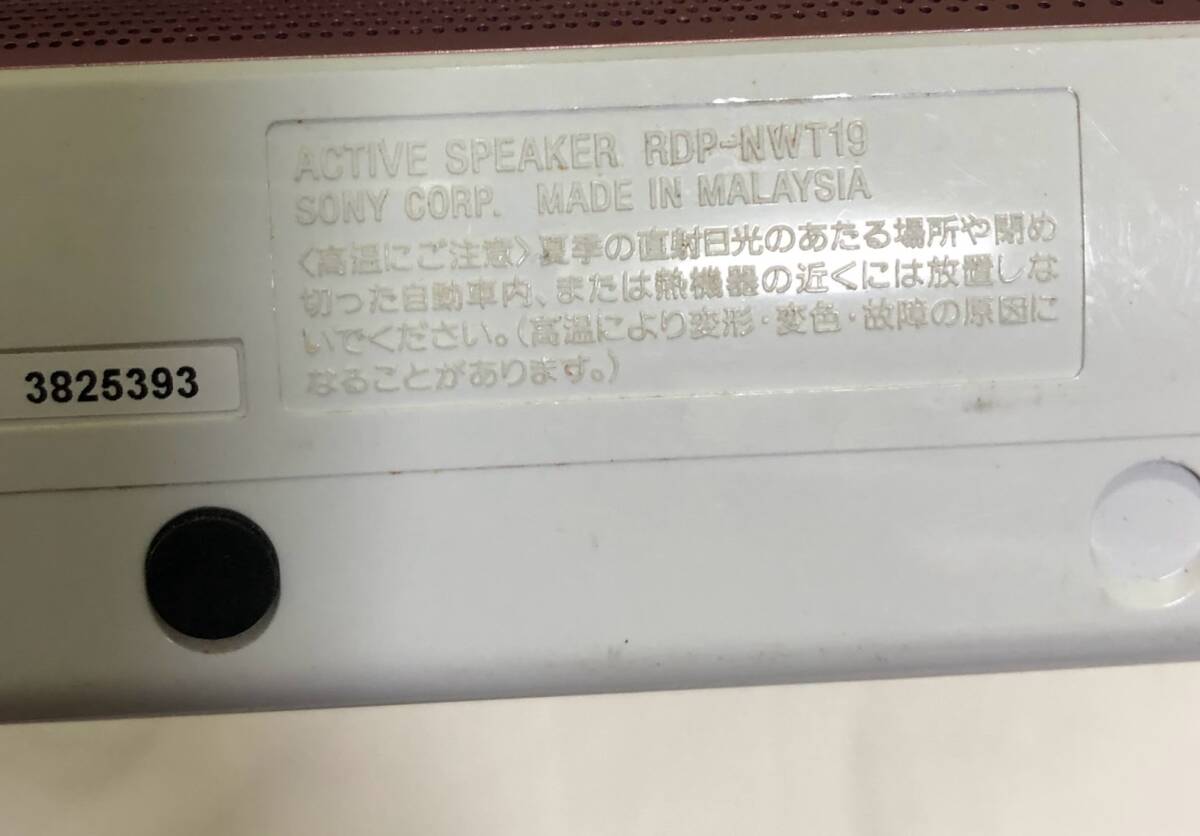 ACTIVE SPEAKER RDP-NWT19
SONY CORP. MADE IN MALAYSIA
〈高温にご注意〉夏季の直射日光のあたる場所や閉め
切った自動車内、または熱機器の近くには放置しな
いでください。(高温により変形・変色・故障の原因に
なることがあります。)
3825393